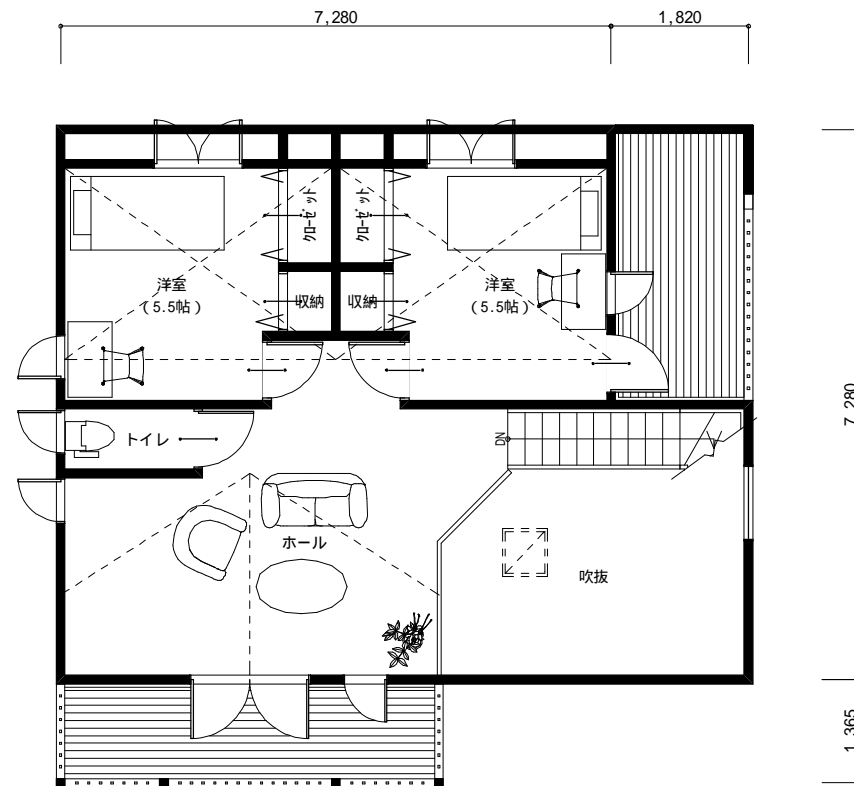 7,280
1,820
クローゼット
クローゼット
洋室
（5.5帖）
洋室
（5.5帖）
収納
収納
7,280
トイレ
DN
ホール
吹抜
1,365